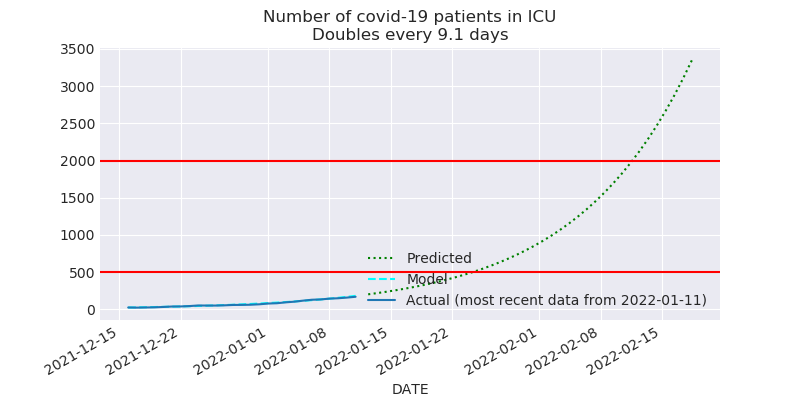 Number of covid-19 patients in ICU
Doubles every 9.1 days
3500
3000
2500
2000
1500
1000
500
0
Predicted
Model
Actual (most recent data from 2022-01-11)
2021-12-15
2021-12-22
2022-01-01
2022-01-08
2022-01-15
2022-01-22
2022-02-01
2022-02-08
2022-02-15
DATE